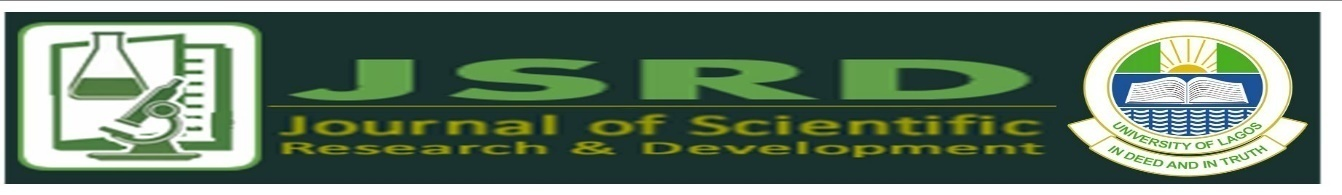 JSRD
Journal of Scientific
Research & Development
UNIVERSITY OF LAGOS
IN DEED AND IN TRUTH